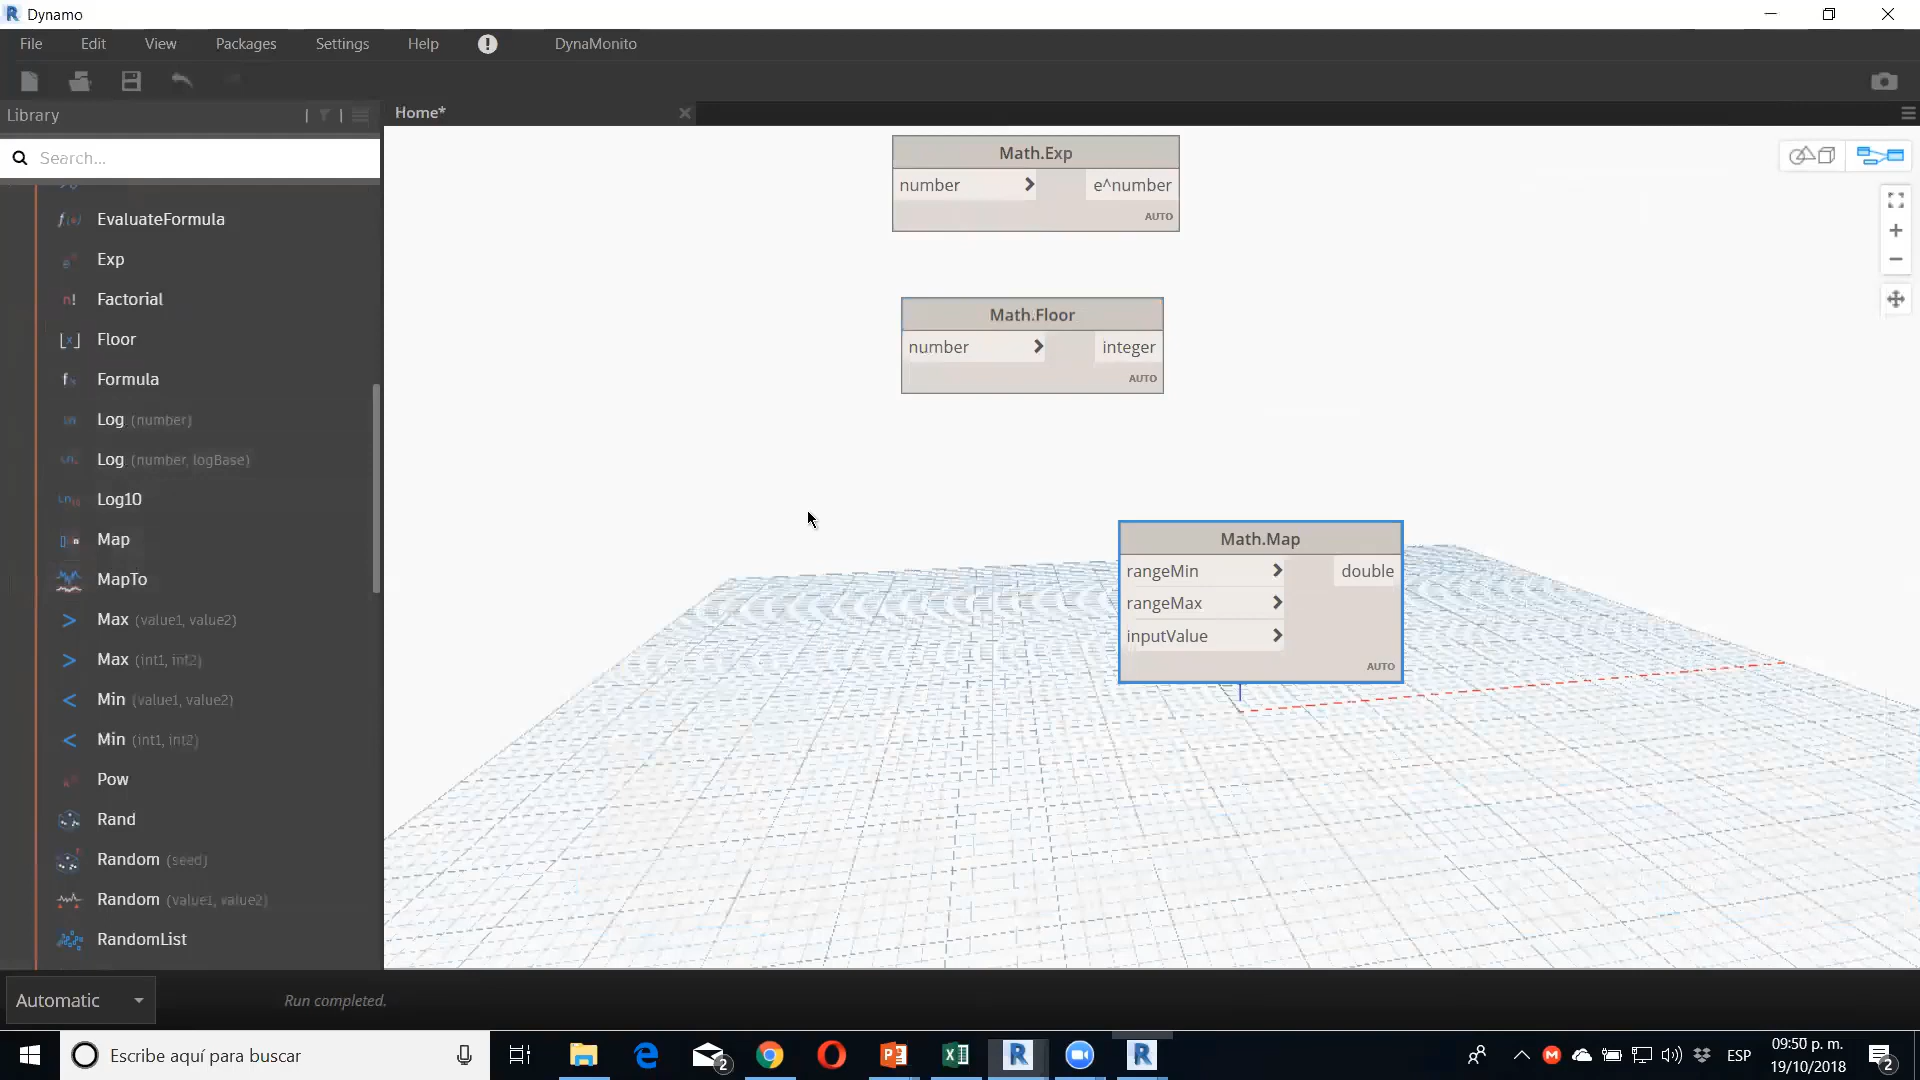 Dynamo
File Edit View Packages Settings Help DynaMonito
Library
Home*
Search...
EvaluateFormula
Exp
Factorial
Floor
Formula
Log (number)
Log (number, logBase)
Log10
Map
MapTo
Max (value1, value2)
Max (int1, int2)
Min (value1, value2)
Min (int1, int2)
Pow
Rand
Random (seed)
Random (value1, value2)
RandomList
Math.Exp
number e^number
AUTO
Math.Floor
number integer
AUTO
Math.Map
rangeMin double
rangeMax
inputValue
AUTO
Automatic Run completed.
Escribe aquí para buscar
2
ESP
09:50 p. m.
19/10/2018
2